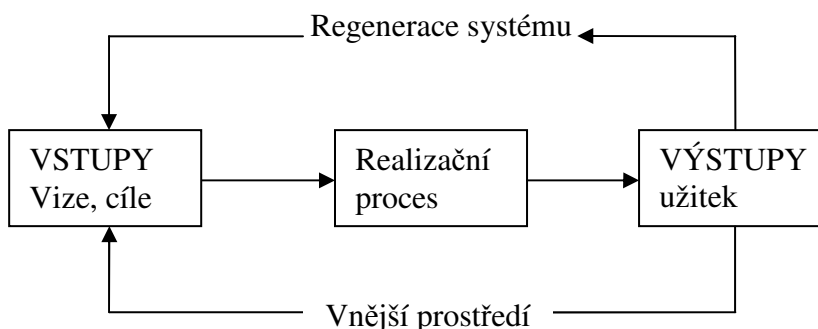 Regenerace systému
VSTUPY
Vize, cíle
Realizační
proces
VÝSTUPY
užitek
Vnější prostředí